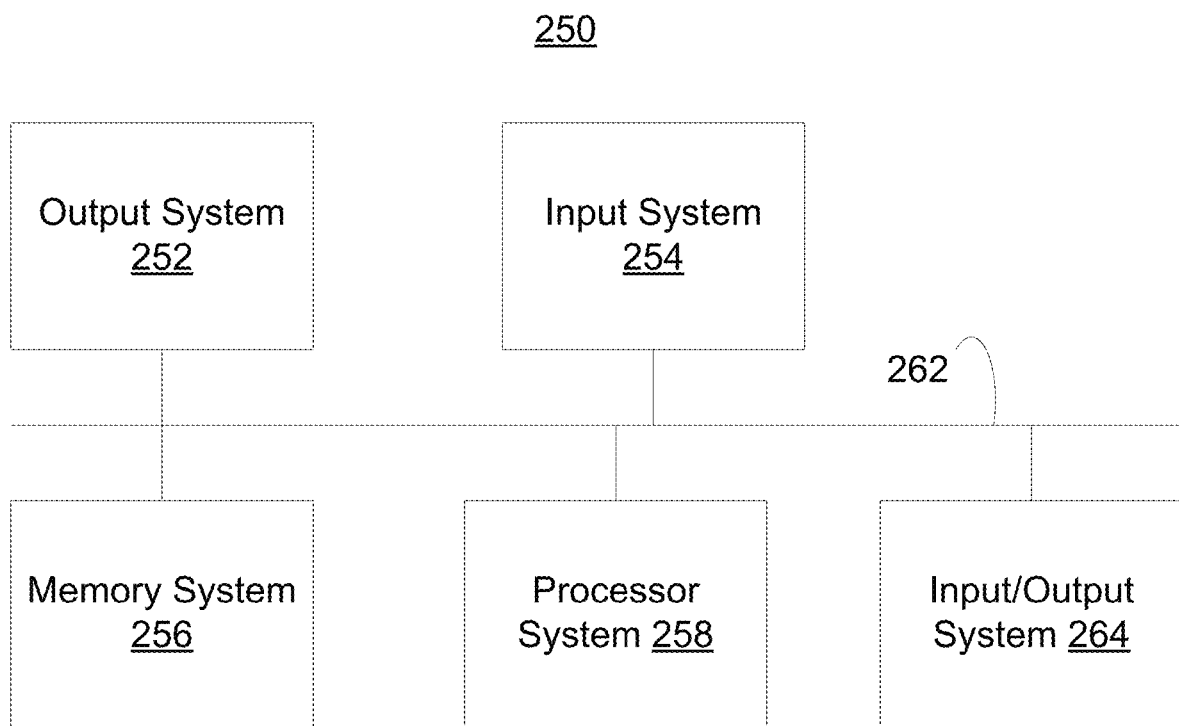 250
Output System
252
Input System
254
262
Memory System
256
Processor
System 258
Input/Output
System 264